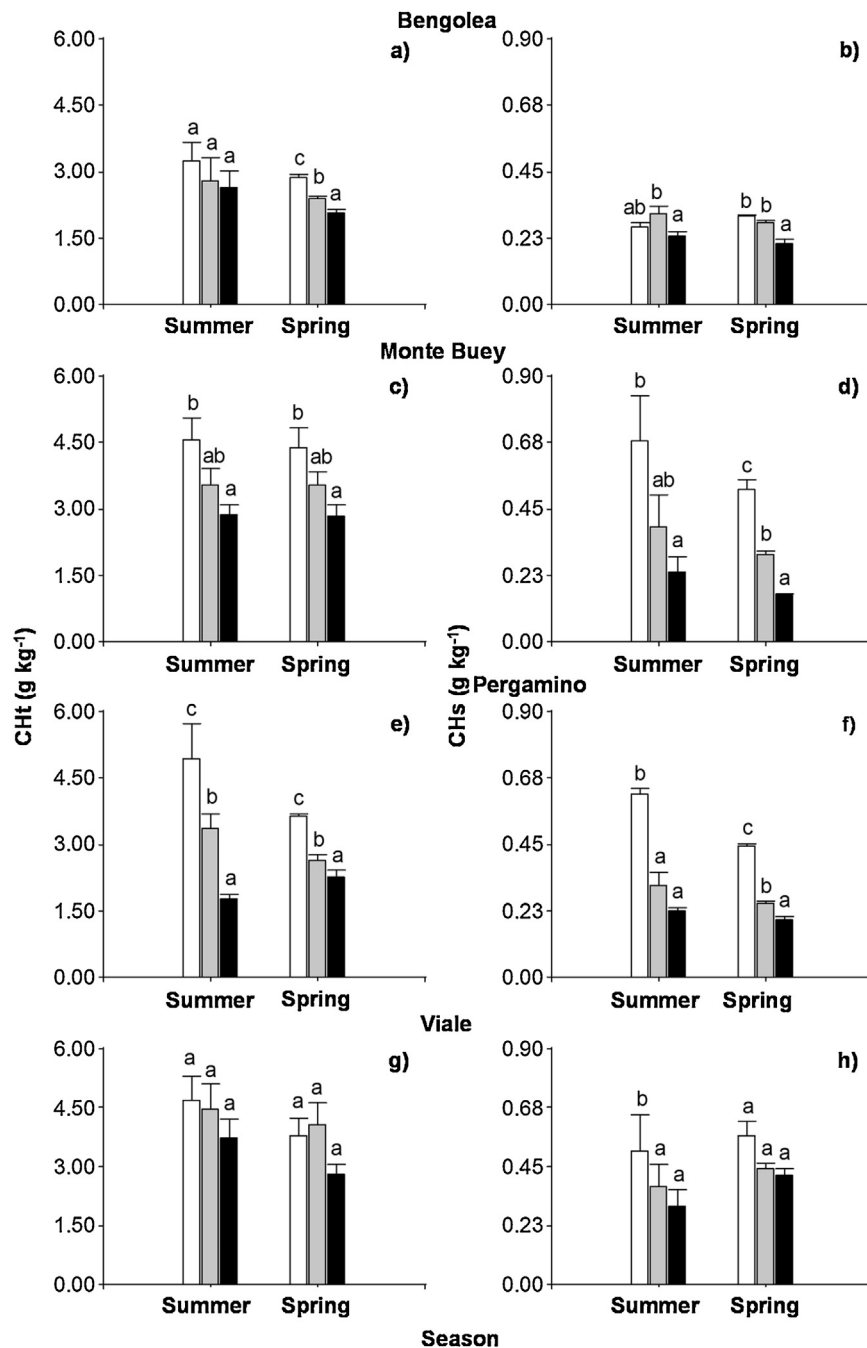 Bengolea
6.00 a) 0.90 b)
4.50 0.68
a a a c b a
3.00 0.45
ab b a b b a
1.50 0.23
0.00 0.00
Summer Spring Summer Spring
Monte Buey
6.00 c) 0.90 d)
b ab a b ab a
b ab a c b a
4.50 0.68
3.00 0.45
1.50 0.23
0.00 0.00
Summer Spring Summer Spring
CHt (g kg-1)
CHs (g kg-1)
Pergamino
6.00 e) 0.90 f)
c b a c b a
b a a c b a
4.50 0.68
3.00 0.45
1.50 0.23
0.00 0.00
Summer Spring Summer Spring
Viale
6.00 g) 0.90 h)
a a a a a a
b a a a a a
4.50 0.68
3.00 0.45
1.50 0.23
0.00 0.00
Summer Spring Summer Spring
Season